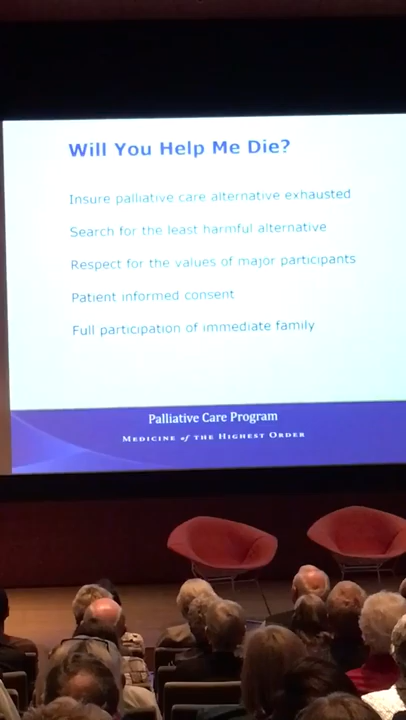 Will You Help Me Die?
Insure palliative care alternative exhausted
Search for the least harmful alternative
Respect for the values of major participants
Patient informed consent
Full participation of immediate family
Palliative Care Program
MEDICINE of THE HIGHEST ORDER